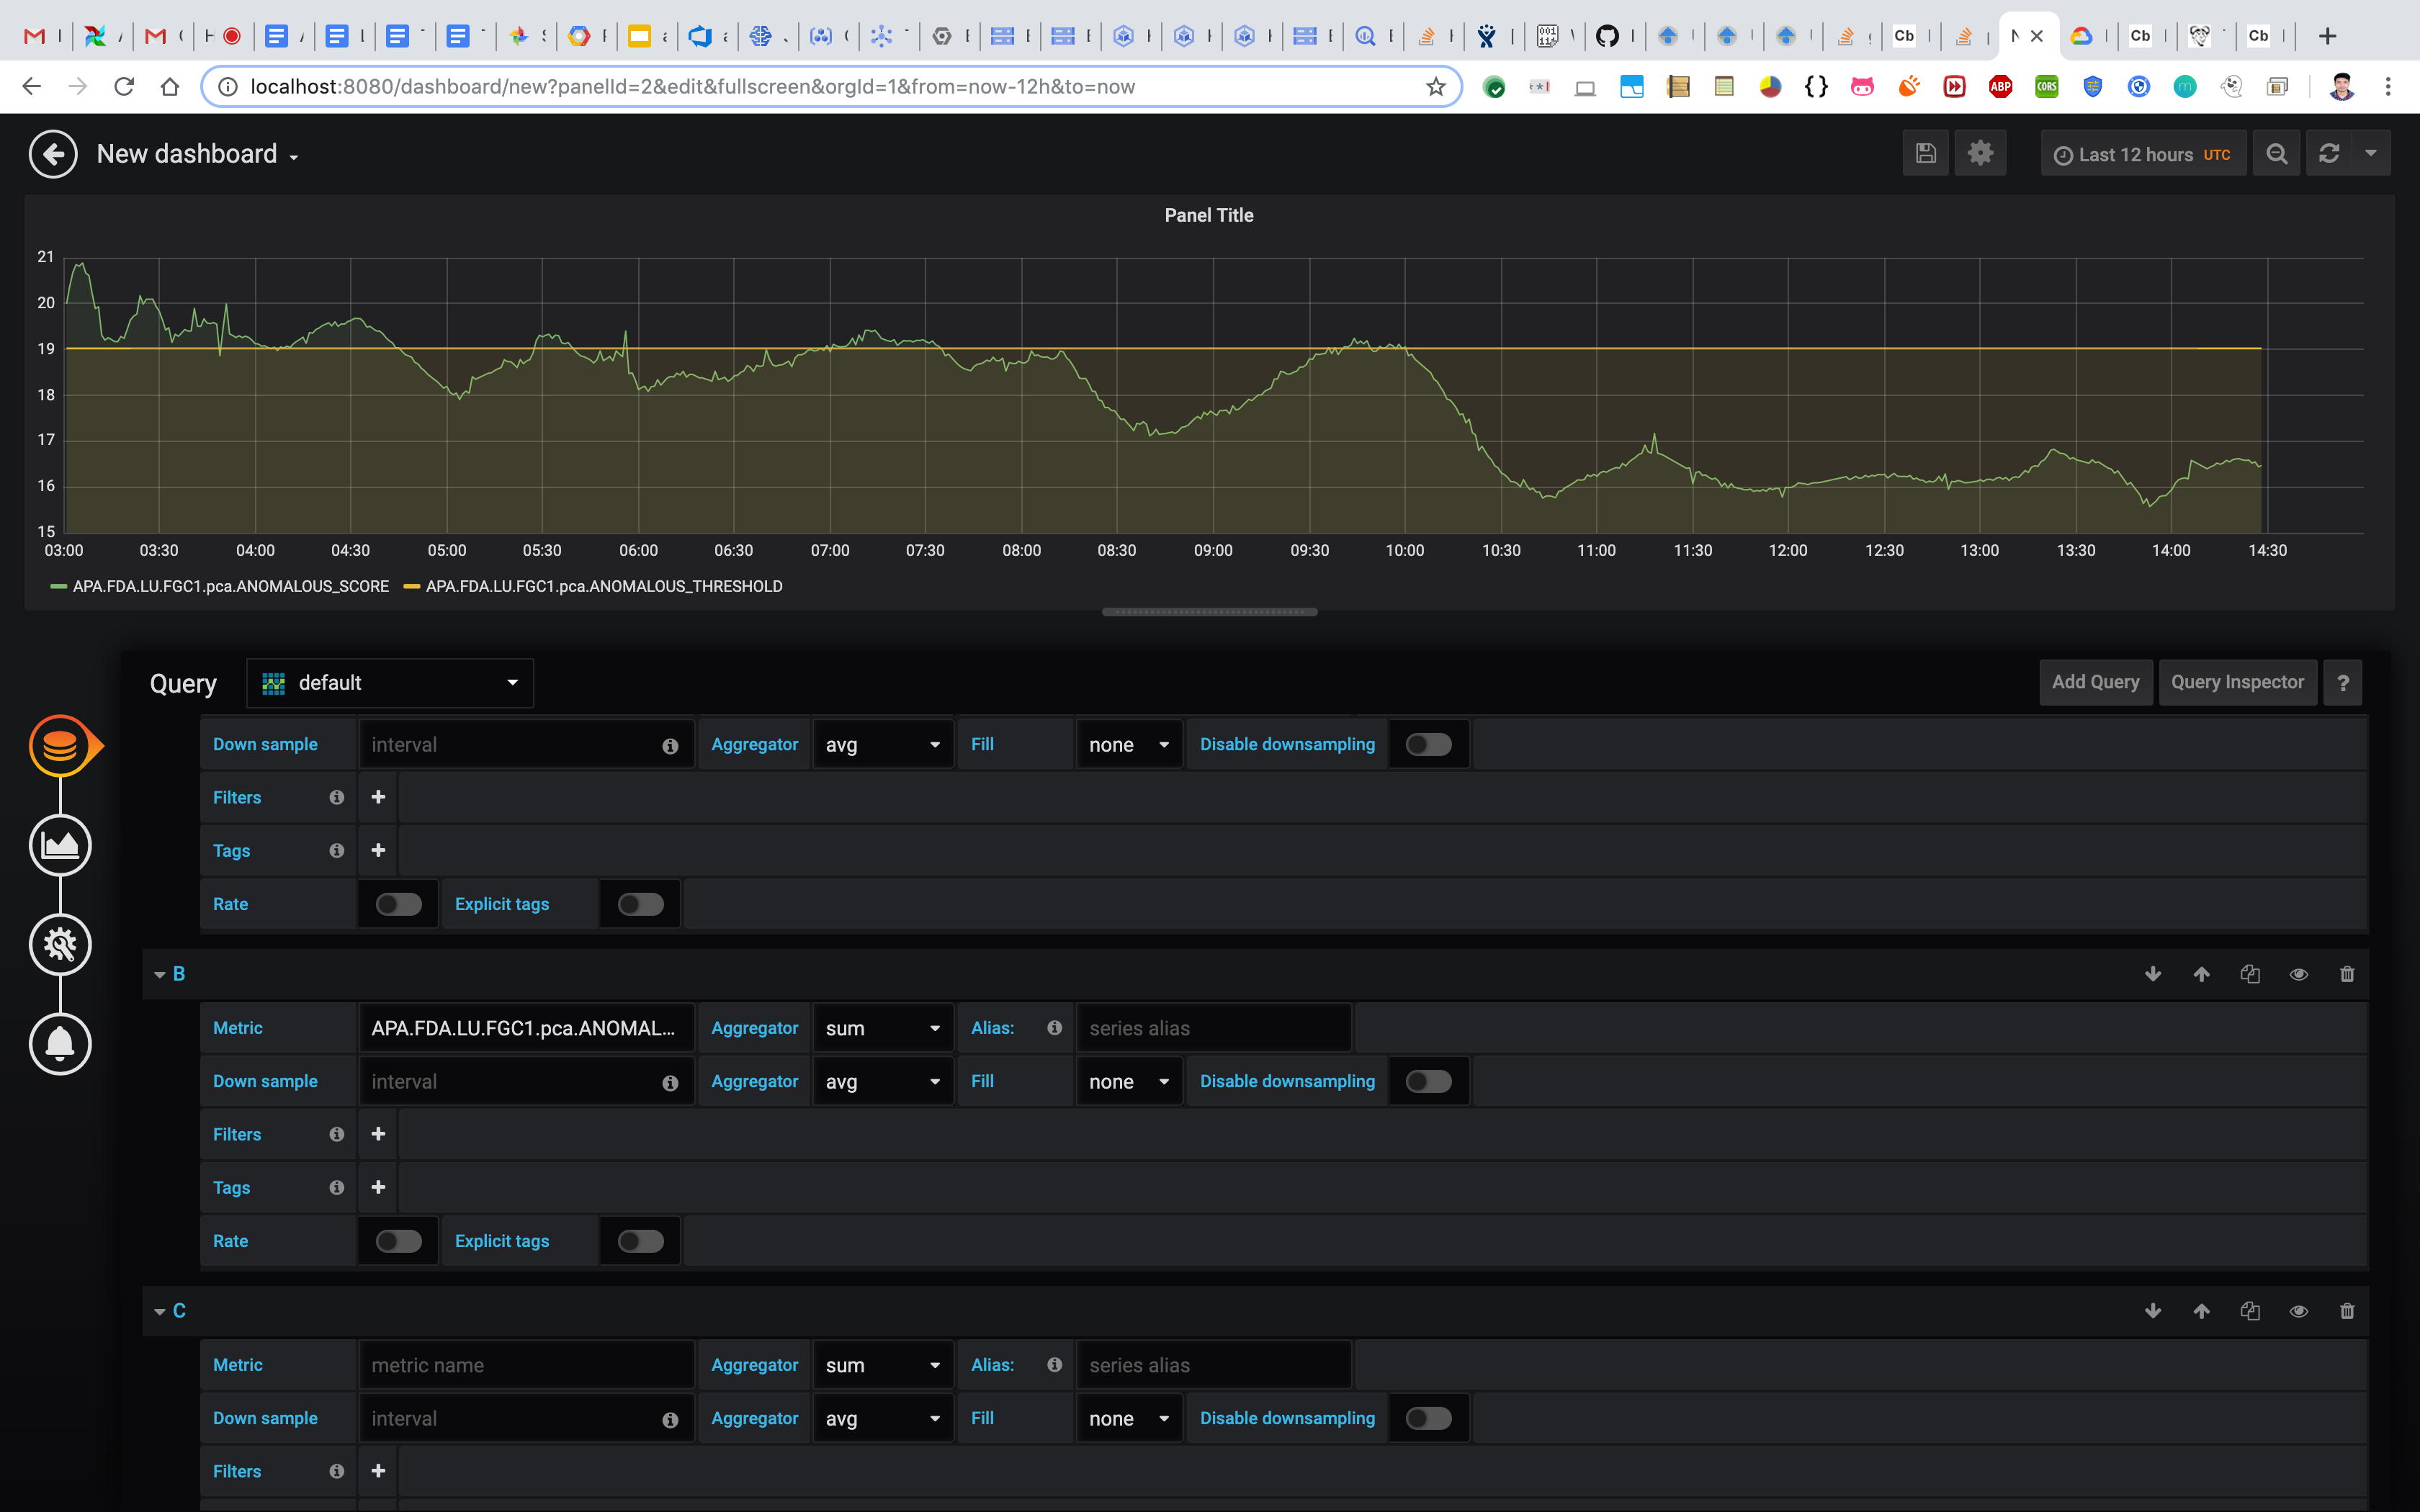 localhost:8080/dashboard/new?panelId=2&edit&fullscreen&orgId=1&from=now-12h&to=now
New dashboard
Last 12 hours UTC
Panel Title
21
20
19
18
17
16
15
03:00 03:30 04:00 04:30 05:00 05:30 06:00 06:30 07:00 07:30 08:00 08:30 09:00 09:30 10:00 10:30 11:00 11:30 12:00 12:30 13:00 13:30 14:00 14:30
APA.FDA.LU.FGC1.pca.ANOMALOUS_SCORE APA.FDA.LU.FGC1.pca.ANOMALOUS_THRESHOLD
Query default Add Query Query Inspector ?
Down sample interval Aggregator avg Fill none Disable downsampling
Filters
Tags
Rate Explicit tags
B
Metric APA.FDA.LU.FGC1.pca.ANOMAL... Aggregator sum Alias: series alias
Down sample interval Aggregator avg Fill none Disable downsampling
Filters
Tags
Rate Explicit tags
C
Metric metric name Aggregator sum Alias: series alias
Down sample interval Aggregator avg Fill none Disable downsampling
Filters